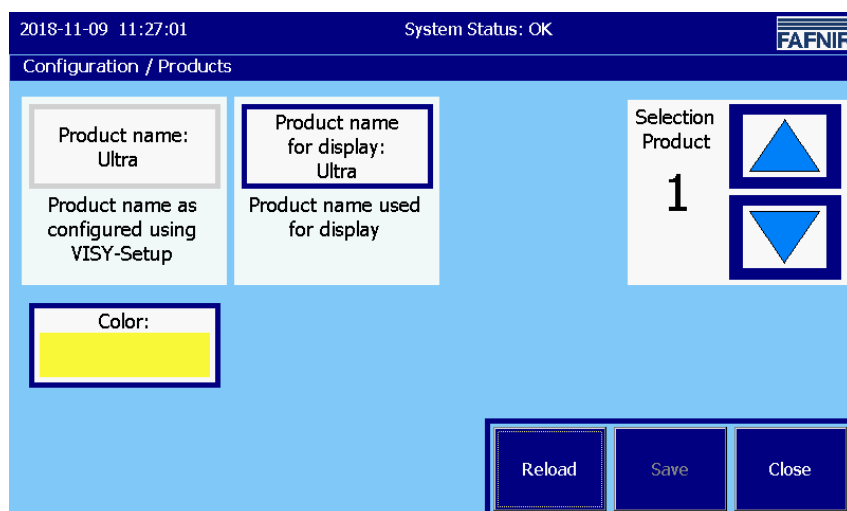 2018-11-09 11:27:01
System Status: OK
FAFNIR
Configuration / Products
Product name:
Ultra
Product name as
configured using
VISY-Setup
Product name
for display:
Ultra
Product name used
for display
Selection
Product
1
Color:
Reload
Save
Close